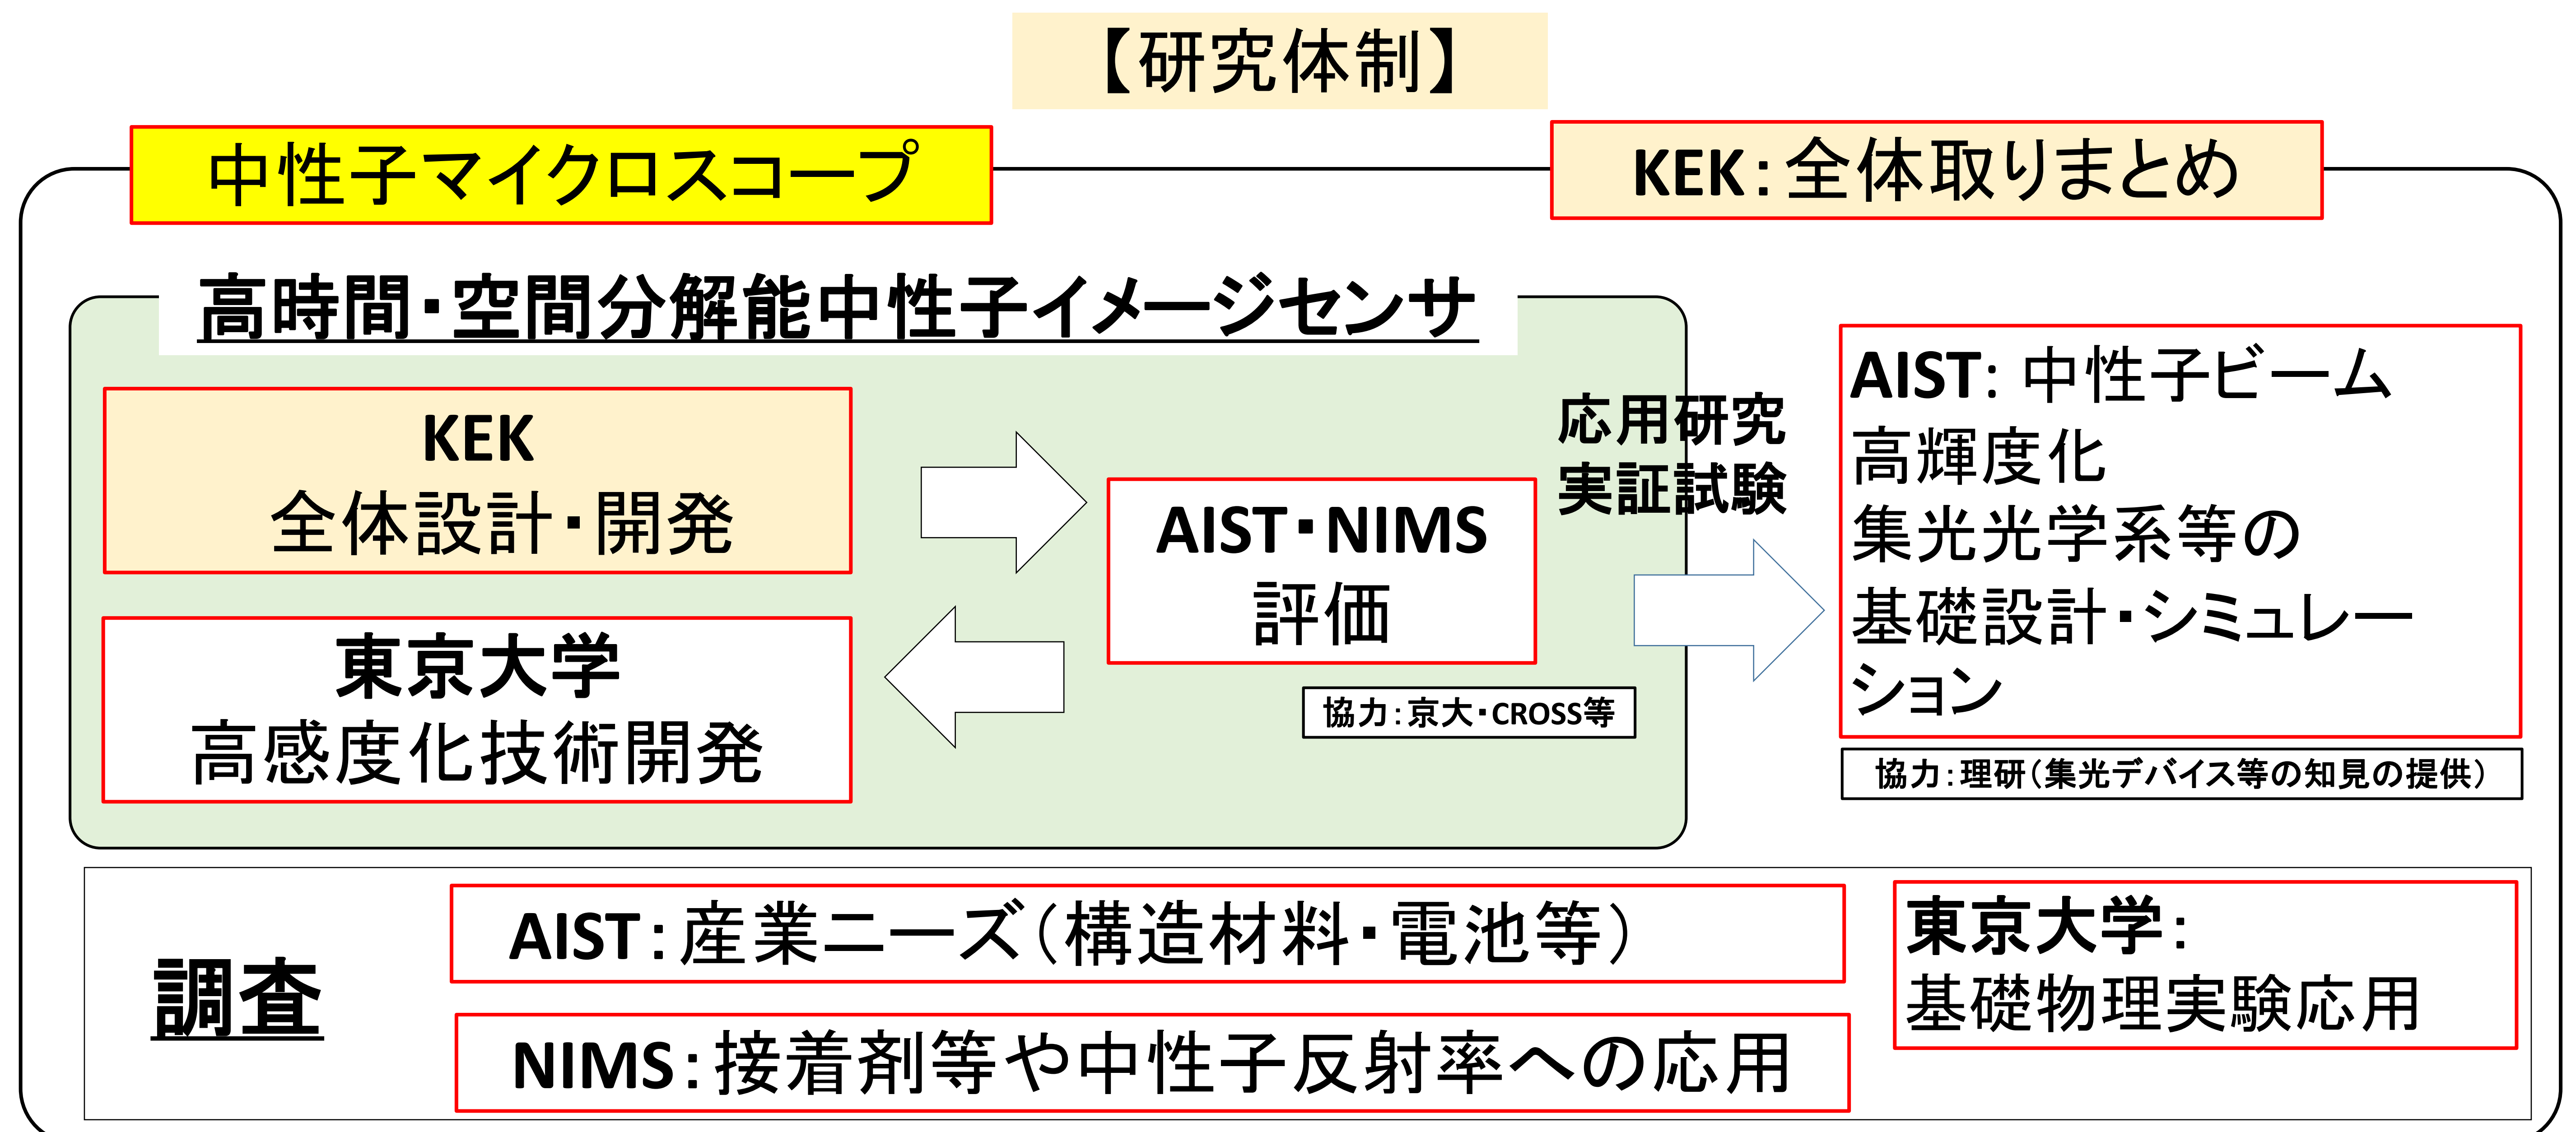 【研究体制】
中性子マイクロスコープ
KEK：全体取りまとめ
高時間・空間分解能中性子イメージセンサ
KEK
全体設計・開発
東京大学
高感度化技術開発
AIST・NIMS
評価
協力：京大・CROSS等
応用研究
実証試験
AIST: 中性子ビーム
高輝度化
集光光学系等の
基礎設計・シミュレー
ション
協力：理研（集光デバイス等の知見の提供）
調査
AIST：産業ニーズ（構造材料・電池等）
NIMS：接着剤等や中性子反射率への応用
東京大学：
基礎物理実験応用